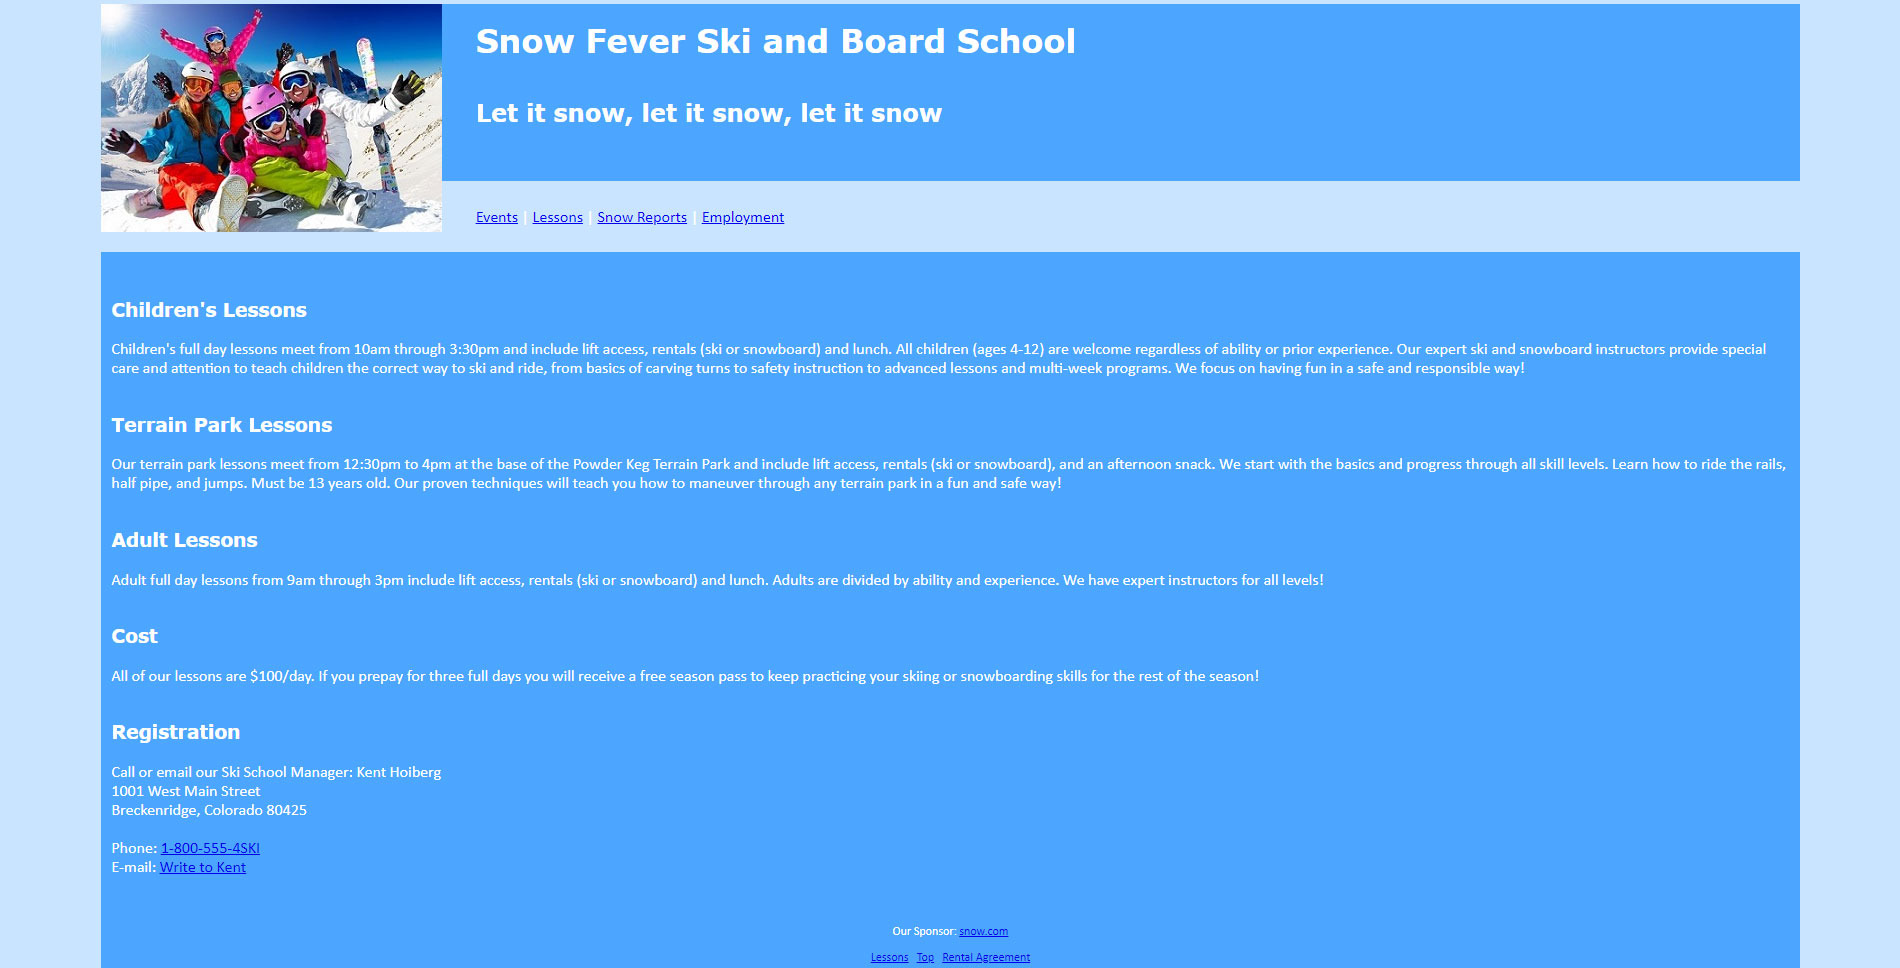 Snow Fever Ski and Board School
Let it snow, let it snow, let it snow
Events | Lessons | Snow Reports | Employment
Children's Lessons
Children's full day lessons meet from 10am through 3:30pm and include lift access, rentals (ski or snowboard) and lunch. All children (ages 4-12) are welcome regardless of ability or prior experience. Our expert ski and snowboard instructors provide special
care and attention to teach children the correct way to ski and ride, from basics of carving turns to safety instruction to advanced lessons and multi-week programs. We focus on having fun in a safe and responsible way!
Terrain Park Lessons
Our terrain park lessons meet from 12:30pm to 4pm at the base of the Powder Keg Terrain Park and include lift access, rentals (ski or snowboard), and an afternoon snack. We start with the basics and progress through all skill levels. Learn how to ride the rails,
half pipe, and jumps. Must be 13 years old. Our proven techniques will teach you how to maneuver through any terrain park in a fun and safe way!
Adult Lessons
Adult full day lessons from 9am through 3pm include lift access, rentals (ski or snowboard) and lunch. Adults are divided by ability and experience. We have expert instructors for all levels!
Cost
All of our lessons are $100/day. If you prepay for three full days you will receive a free season pass to keep practicing your skiing or snowboarding skills for the rest of the season!
Registration
Call or email our Ski School Manager: Kent Hoiberg
1001 West Main Street
Breckenridge, Colorado 80425
Phone: 1-800-555-4SKI
E-mail: Write to Kent
Our Sponsor: snow.com
Lessons Top Rental Agreement